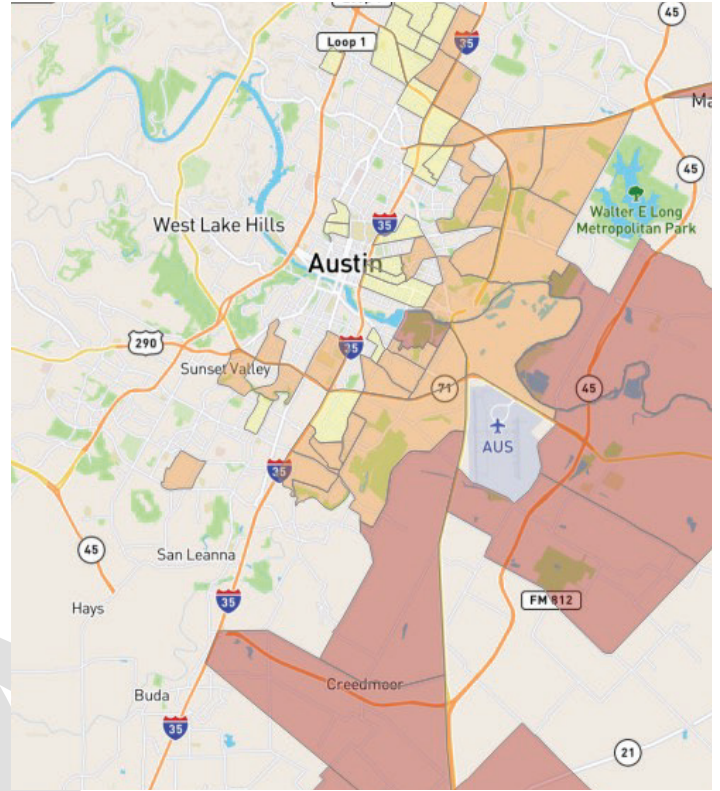 45
Loop 1
35
Ma
45
Walter E Long
Metropolitan Park
West Lake Hills
35
Austin
290
35
Sunset Valley
71
45
AUS
35
45
San Leanna
FM 812
Hays
35
Creedmoor
Buda
35
21